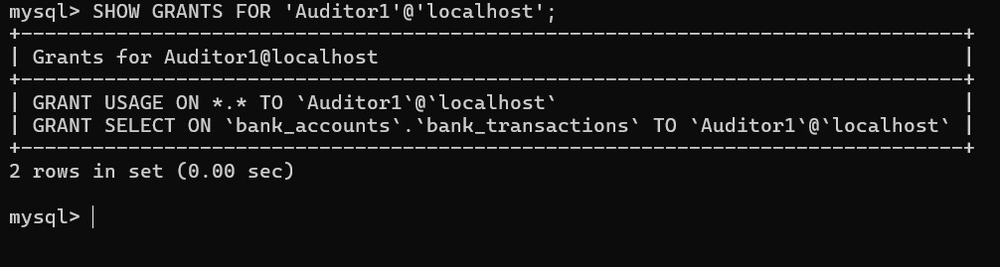 mysql> SHOW GRANTS FOR 'Auditor1'@'localhost';
+-------------------------------------------------------------------------------+
| Grants for Auditor1@localhost                                                 |
+-------------------------------------------------------------------------------+
| GRANT USAGE ON *.* TO `Auditor1`@`localhost`                                  |
| GRANT SELECT ON `bank_accounts`.`bank_transactions` TO `Auditor1`@`localhost` |
+-------------------------------------------------------------------------------+
2 rows in set (0.00 sec)
mysql>